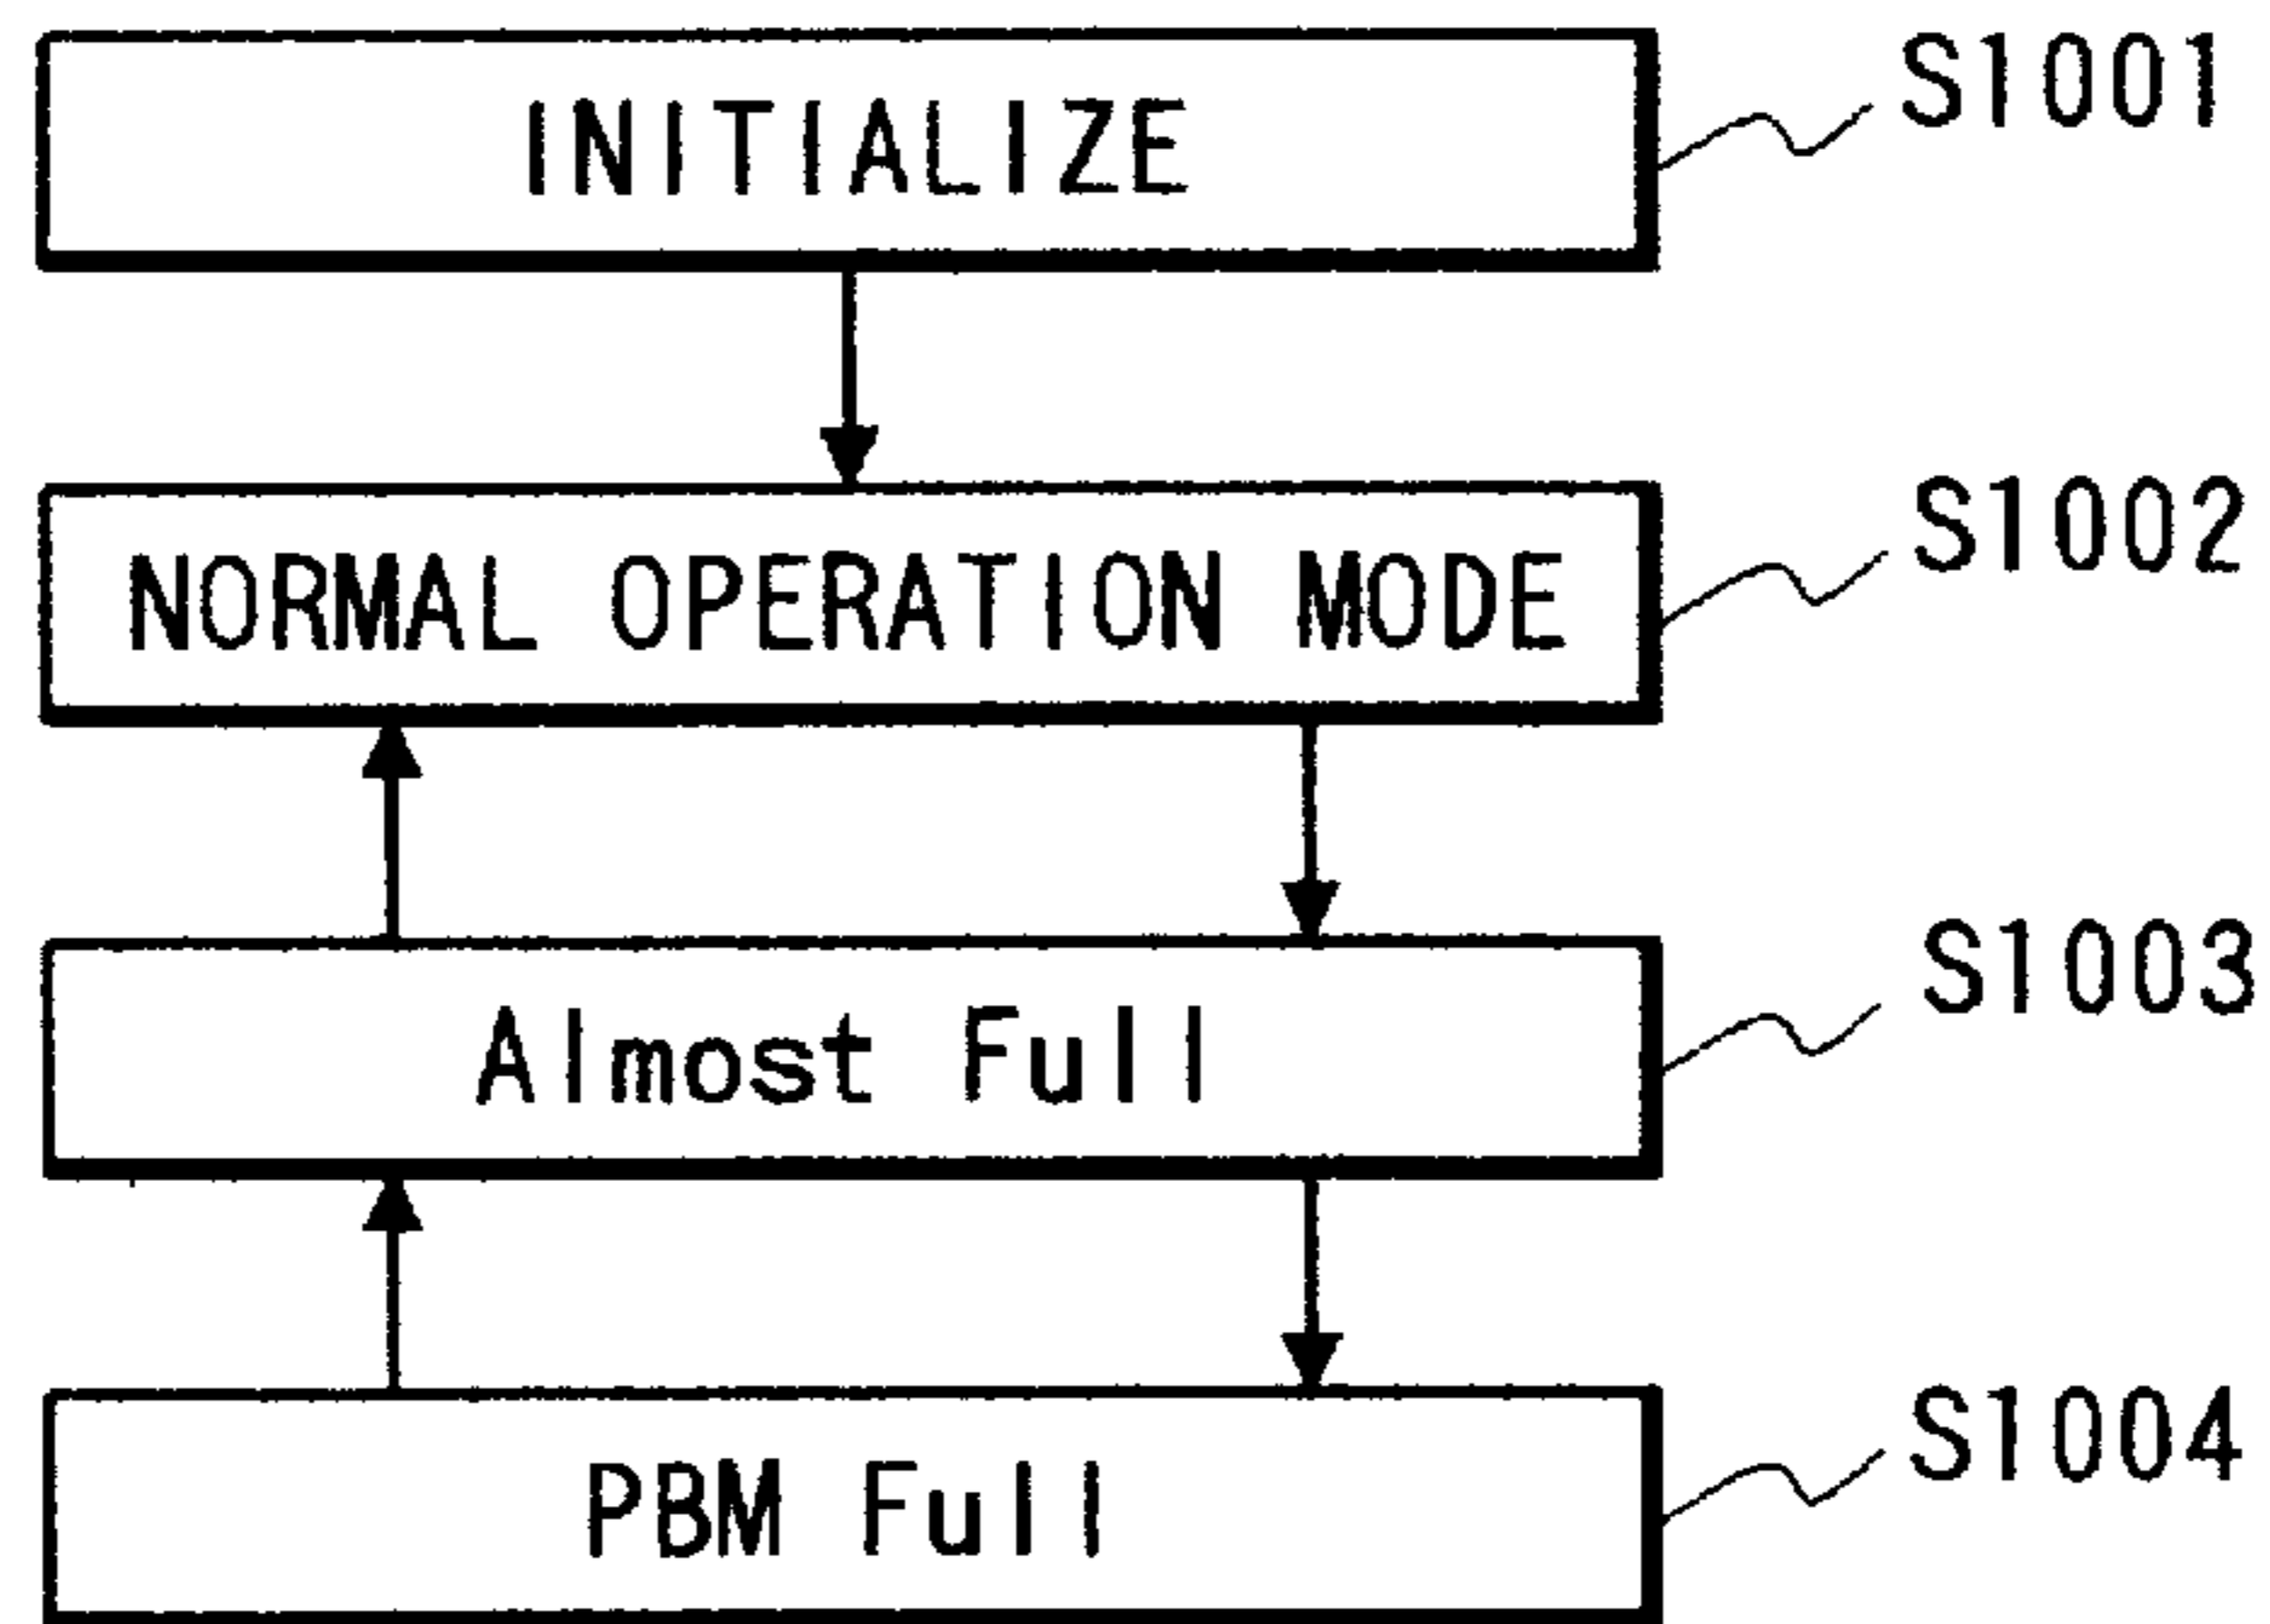 INITIALIZE S1001
NORMAL OPERATION MODE S1002
Almost Full S1003
PBM Full S1004